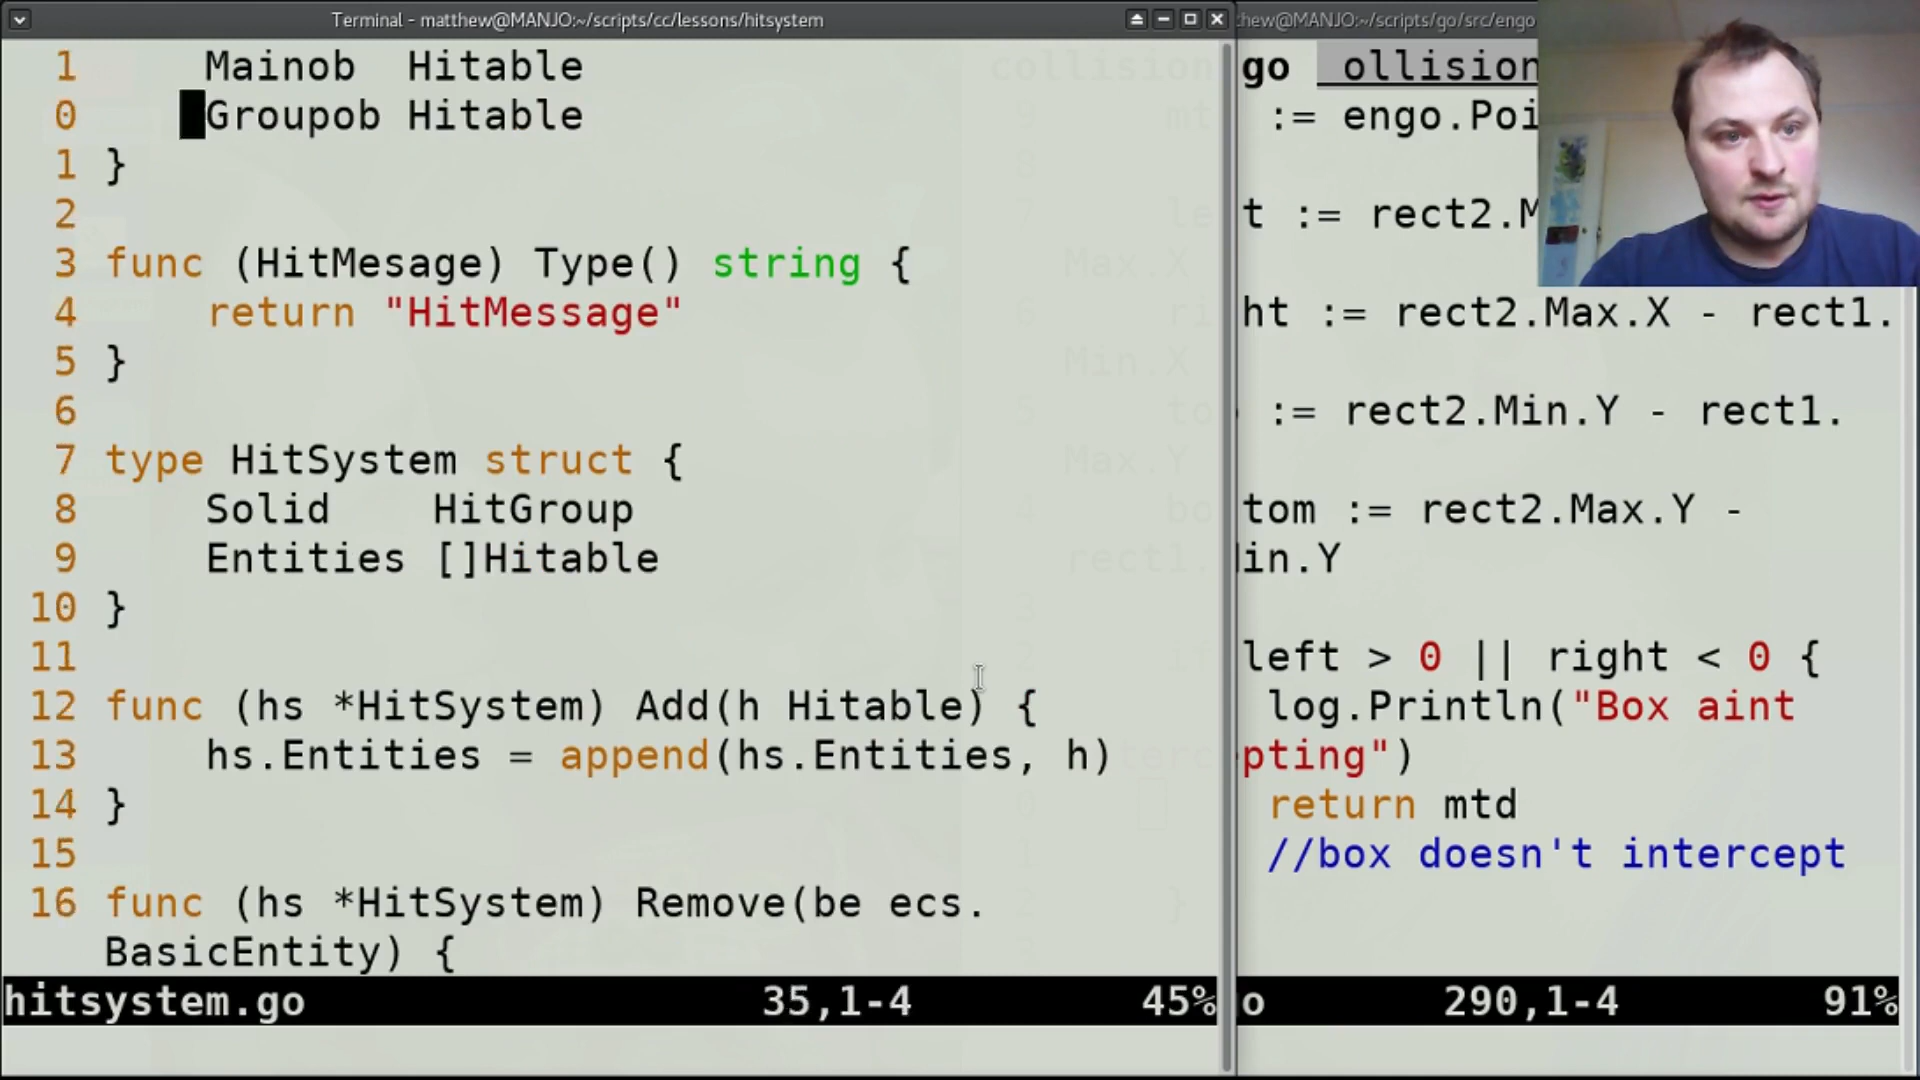 Terminal - matthew@MANJO:~/scripts/cc/lessons/hitsystem
1 Mainob Hitable
0 Groupob Hitable
1 }
2
3 func (HitMesage) Type() string {
4 return "HitMessage"
5 }
6
7 type HitSystem struct {
8 Solid HitGroup
9 Entities []Hitable
10 }
11
12 func (hs *HitSystem) Add(h Hitable) {
13 hs.Entities = append(hs.Entities, h)
14 }
15
16 func (hs *HitSystem) Remove(be ecs.
BasicEntity) {
hitsystem.go 35,1-4 45%
hew@MANJO:~/scripts/go/src/engo
collision go ollision
:= engo.Poi
t := rect2.M
Max.X
ht := rect2.Max.X - rect1.
Min.X
:= rect2.Min.Y - rect1.
Max.Y
tom := rect2.Max.Y -
rect1. in.Y
left > 0 || right < 0 {
log.Println("Box aint
pting")
return mtd
//box doesn't intercept
}
o 290,1-4 91%